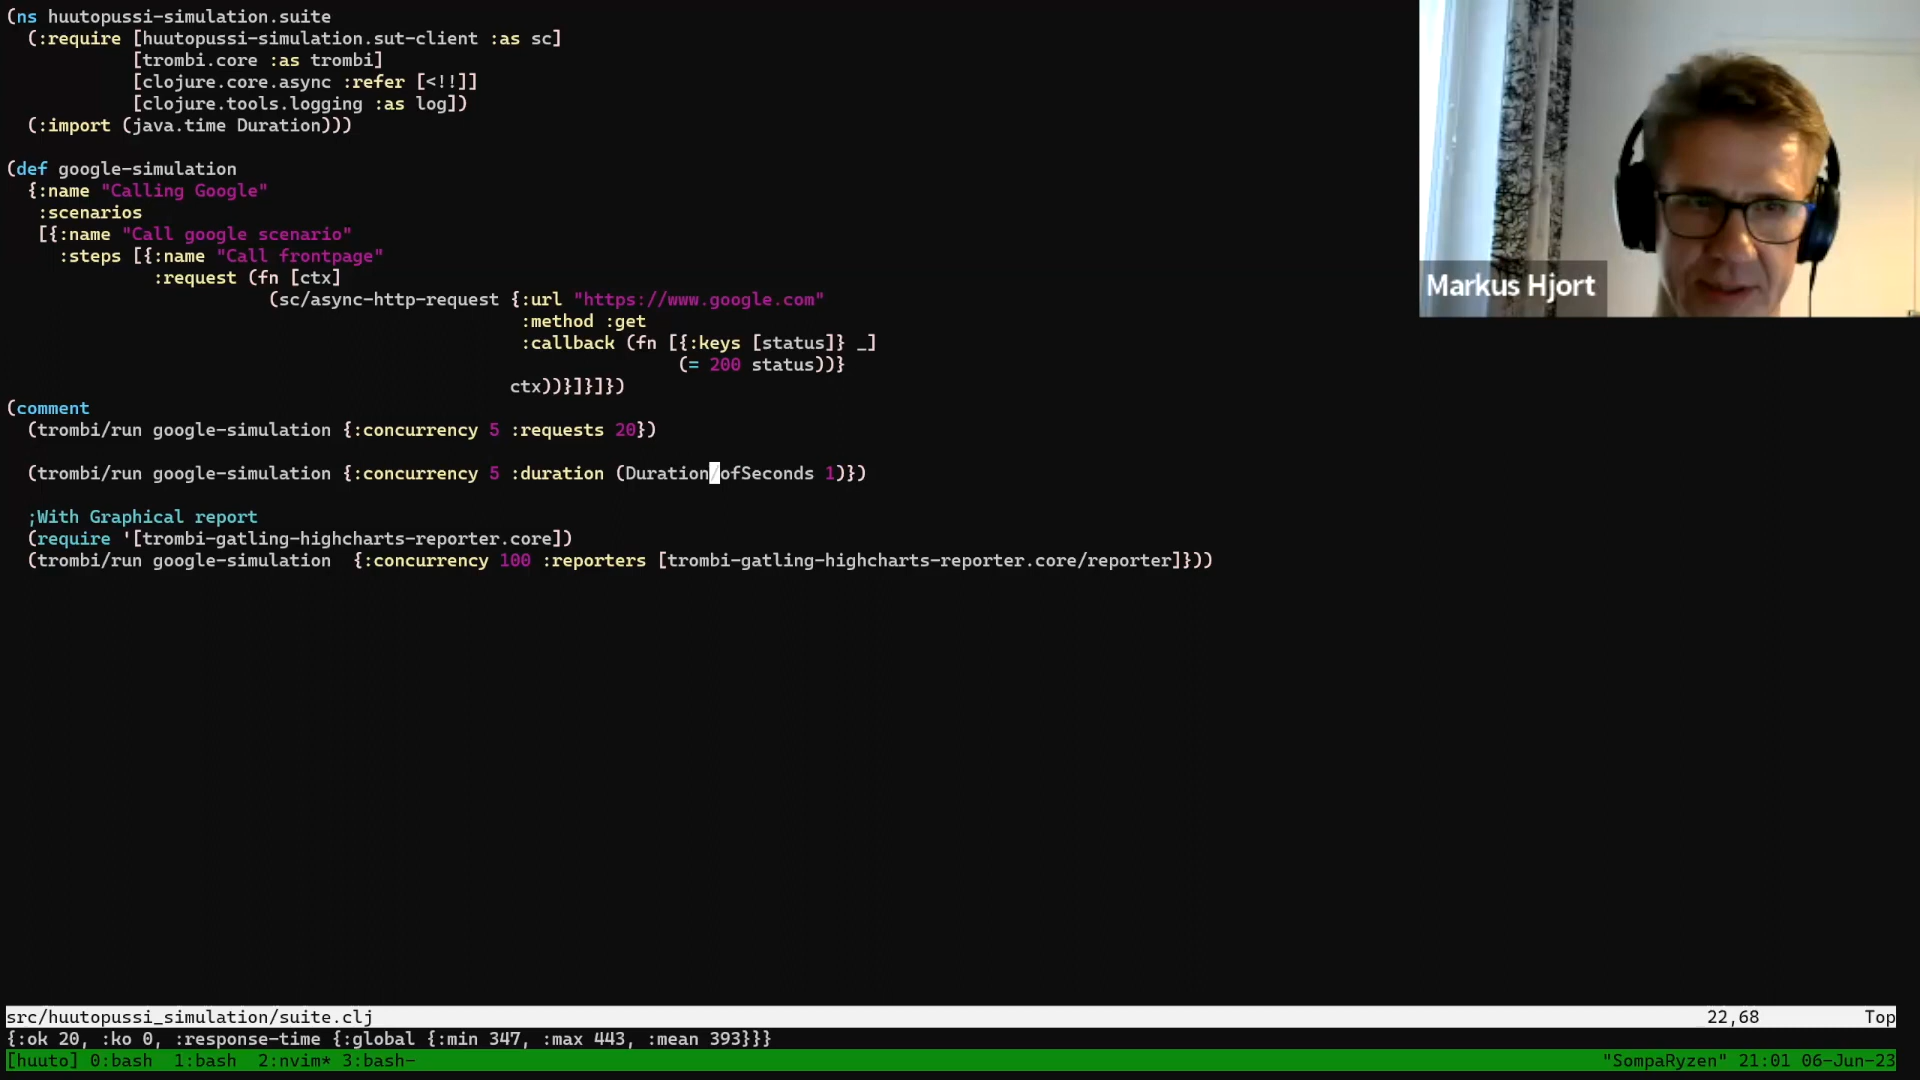 (ns huutopussi-simulation.suite
(:require [huutopussi-simulation.sut-client :as sc]
[trombi.core :as trombi]
[clojure.core.async :refer [<!!]]
[clojure.tools.logging :as log])
(:import (java.time Duration)))
(def google-simulation
{:name "Calling Google"
:scenarios
[{:name "Call google scenario"
:steps [{:name "Call frontpage"
:request (fn [ctx]
(sc/async-http-request {:url "https://www.google.com"
:method :get
:callback (fn [{:keys [status]} _]
(= 200 status))}
ctx))}]}]})
(comment
(trombi/run google-simulation {:concurrency 5 :requests 20})
(trombi/run google-simulation {:concurrency 5 :duration (Duration/ofSeconds 1)})
;With Graphical report
(require '[trombi-gatling-highcharts-reporter.core])
(trombi/run google-simulation  {:concurrency 100 :reporters [trombi-gatling-highcharts-reporter.core/reporter]}))
Markus Hjort
src/huutopussi_simulation/suite.clj 22,68 Top
{:ok 20, :ko 0, :response-time {:global {:min 347, :max 443, :mean 393}}}
[huuto] 0:bash  1:bash  2:nvim* 3:bash- "SompaRyzen" 21:01 06-Jun-23